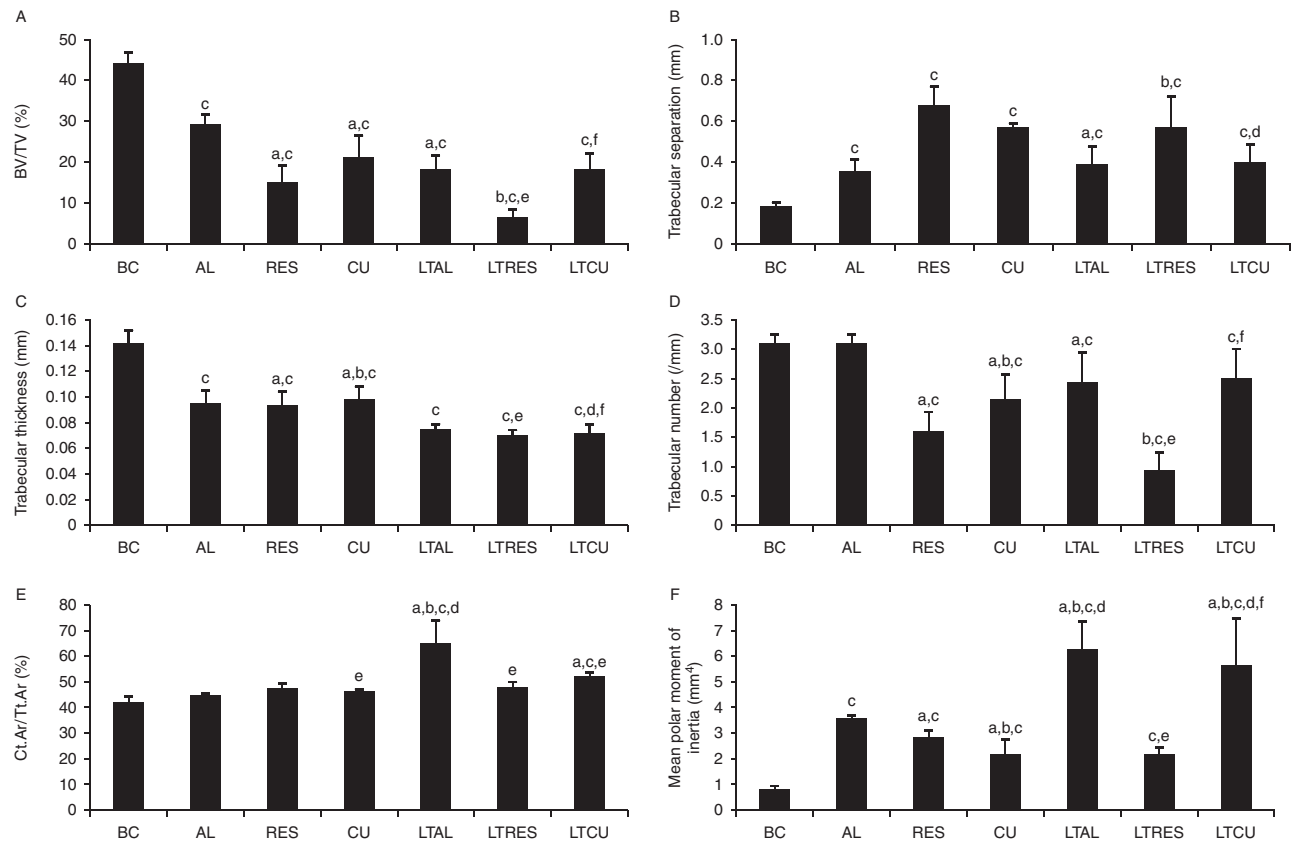 A
BV/TV (%)
50
40
30
20
10
0
c
a,c
a,c
a,c
b,c,e
c,f
BC AL RES CU LTAL LTRES LTCU
B
Trabecular separation (mm)
1.0
0.8
0.6
0.4
0.2
0
c
c
c
a,c
b,c
c,d
BC AL RES CU LTAL LTRES LTCU
C
Trabecular thickness (mm)
0.16
0.14
0.12
0.10
0.08
0.06
0.04
0.02
0
c
a,c
a,b,c
c
c,e
c,d,f
BC AL RES CU LTAL LTRES LTCU
D
Trabecular number (/mm)
3.5
3.0
2.5
2.0
1.5
1.0
0.5
0
a,c
a,b,c
a,c
b,c,e
c,f
BC AL RES CU LTAL LTRES LTCU
E
Ct.Ar/Tt.Ar (%)
80
70
60
50
40
30
20
10
0
e
a,b,c,d
e
a,c,e
BC AL RES CU LTAL LTRES LTCU
F
Mean polar moment of
inertia (mm⁴)
8
7
6
5
4
3
2
1
0
c
a,c
a,b,c
a,b,c,d
c,e
a,b,c,d,f
BC AL RES CU LTAL LTRES LTCU